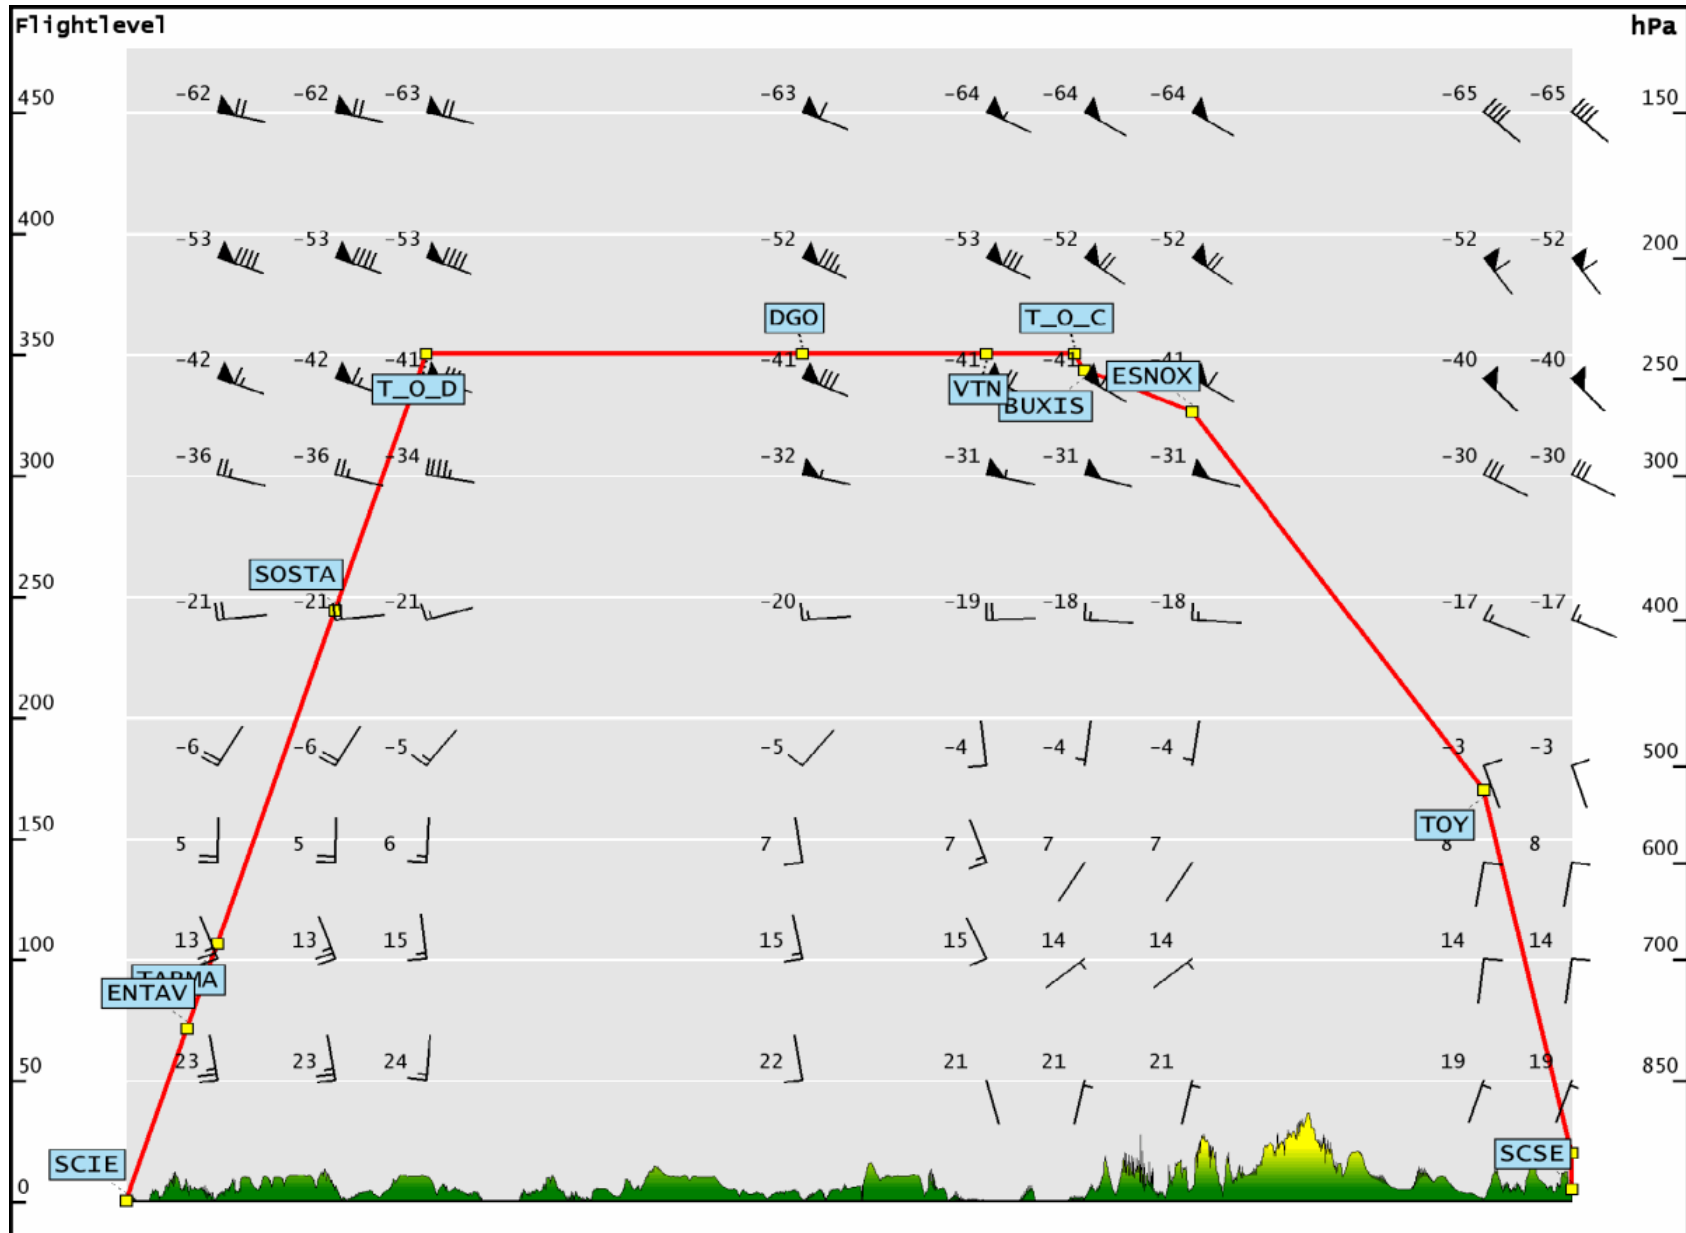 Flightlevel hPa
-62 -62 -63 -63 -64 -64 -64 -65 -65
450 150
400
-53 -53 -53 -52 -53 -52 -52 -52 -52
200
DGO T_O_C
350
-42 -42 -41 -41 -41 -41 -41 -40 -40
250
T_O_D VTN ESNOX
BUXIS
-36 -36 -34 -32 -31 -31 -31 -30 -30
300 300
SOSTA
250
-21 -21 -21 -20 -19 -18 -18 -17 -17
400
200
-6 -6 -5 -5 -4 -4 -4 -3 -3
500
TOY
150
5 5 6 7 7 7 7 8 8
600
13 13 15 15 15 14 14 14 14
100 700
ENTAV
23 23 24 22 21 21 21 19 19
50 850
SCIE SCSE
0